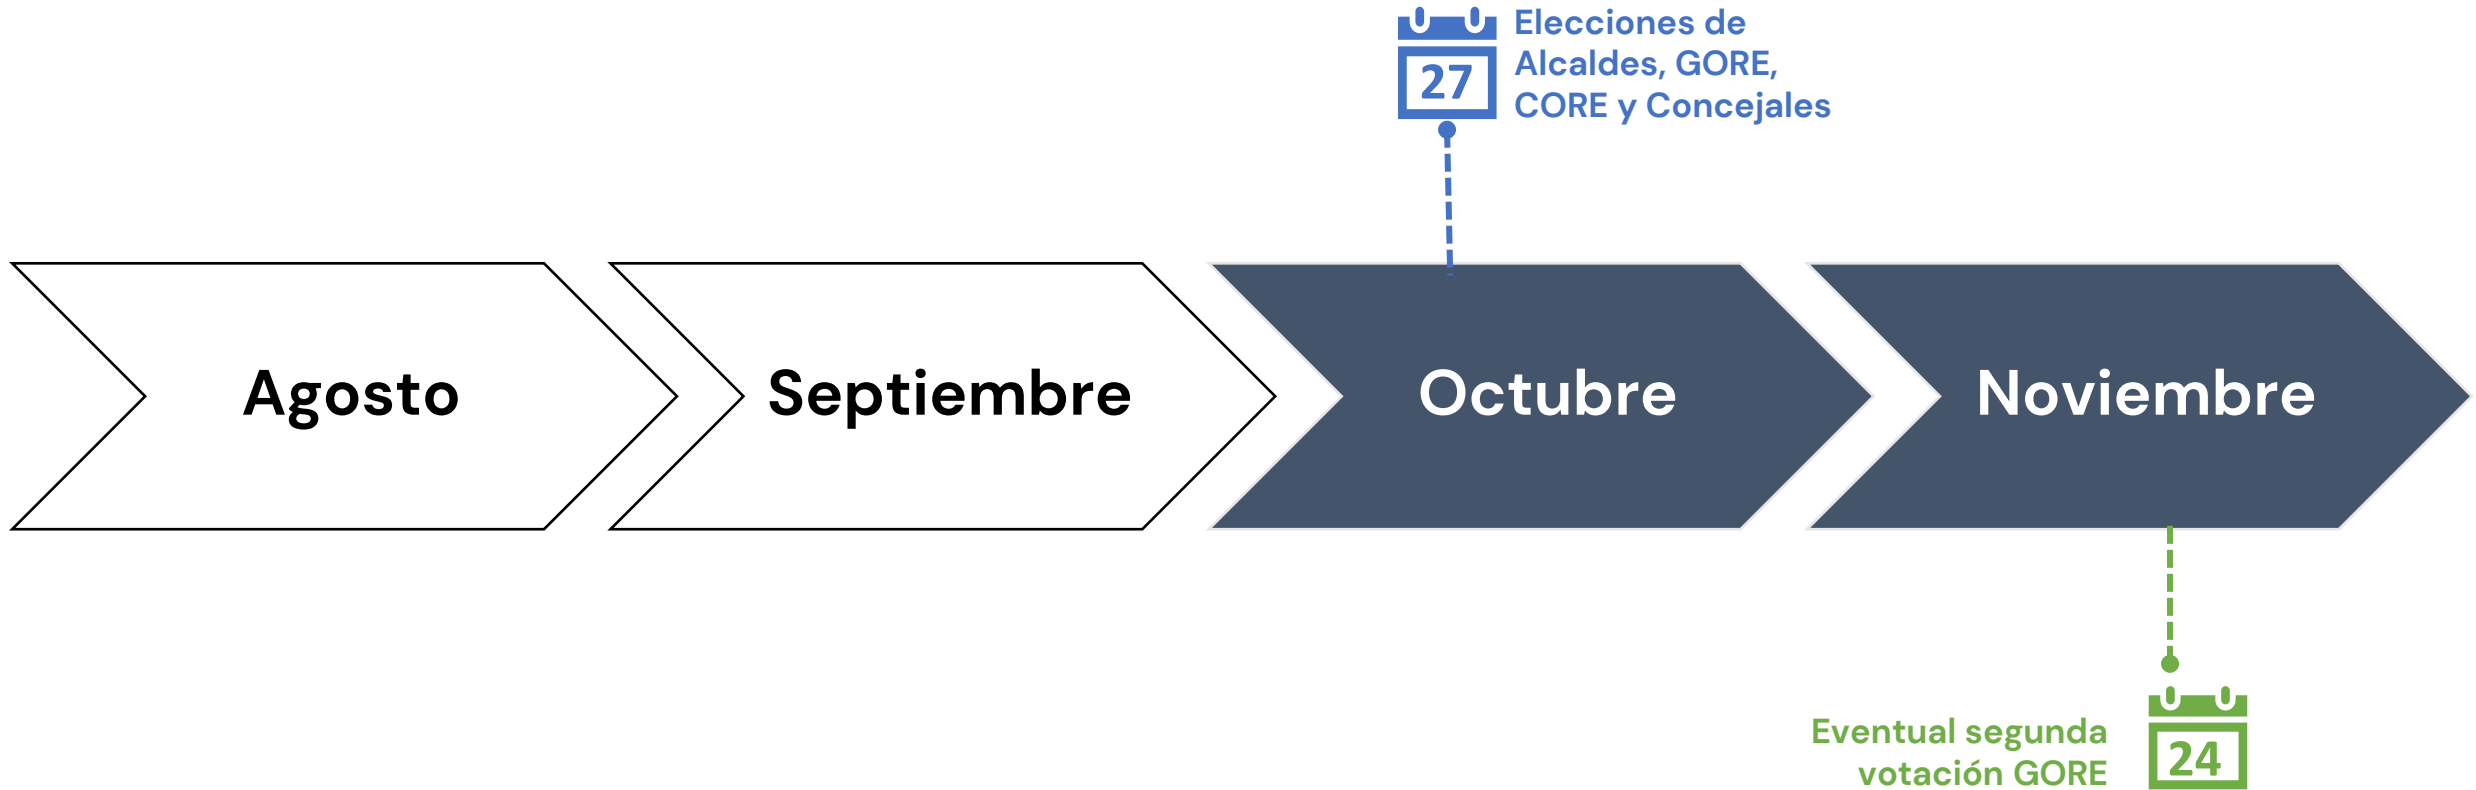 27
Elecciones de
Alcaldes, GORE,
CORE y Concejales
Agosto
Septiembre
Octubre
Noviembre
Eventual segunda
votación GORE
24